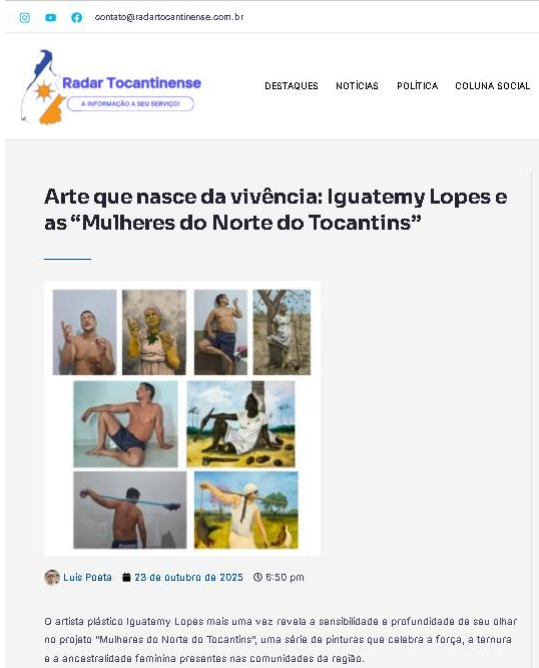 contato@radartocantinense.com.br
Radar Tocantinense
A INFORMAÇÃO A SEU SERVIÇO!
DESTAQUES NOTÍCIAS POLÍTICA COLUNA SOCIAL
Arte que nasce da vivência: Iguatemy Lopes e
as “Mulheres do Norte do Tocantins”
Luis Poeta 23 de outubro de 2025 5:50 pm
O artista plástico Iguatemy Lopes mais uma vez revela a sensibilidade e profundidade de seu olhar
no projeto "Mulheres do Norte do Tocantins", uma série de pinturas que celebra a força, a ternura
e a ancestralidade feminina presentes nas comunidades da região.